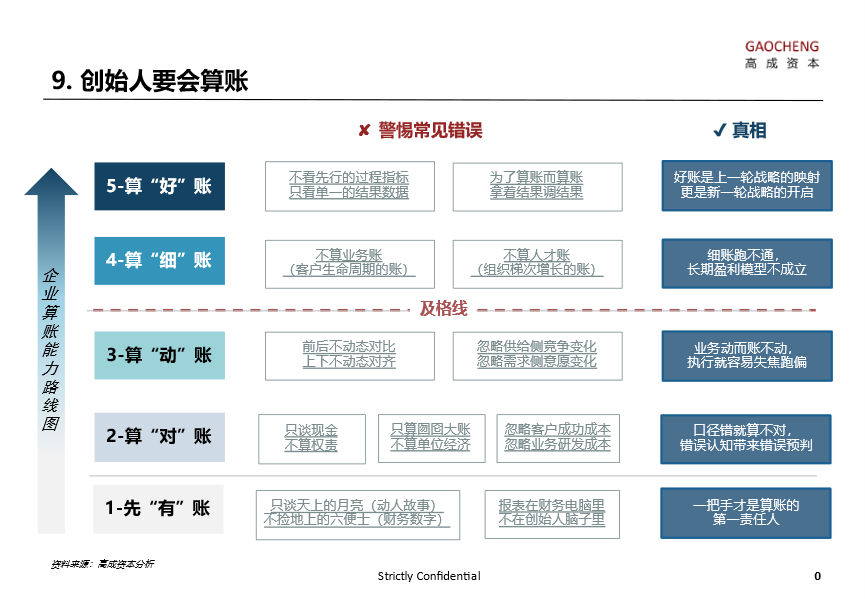 GAOCHENG
高成资本
9. 创始人要会算账
✘ 警惕常见错误
✓ 真相
企业算账能力路线图
5-算“好”账
不看先行的过程指标
只看单一的结果数据
为了算账而算账
拿着结果调结果
好账是上一轮战略的映射
更是新一轮战略的开启
4-算“细”账
不算业务账
（客户生命周期的账）
不算人才账
（组织梯次增长的账）
细账跑不通，
长期盈利模型不成立
及格线
3-算“动”账
前后不动态对比
上下不动态对齐
忽略供给侧竞争变化
忽略需求侧意愿变化
业务动而账不动，
执行就容易失焦跑偏
2-算“对”账
只谈现金
不算权责
只算囫囵大账
不算单位经济
忽略客户成功成本
忽略业务研发成本
口径错就算不对，
错误认知带来错误预判
1-先“有”账
只谈天上的月亮（动人故事）
不捡地上的六便士（财务数字）
报表在财务电脑里
不在创始人脑子里
一把手才是算账的
第一责任人
资料来源：高成资本分析
Strictly Confidential
0